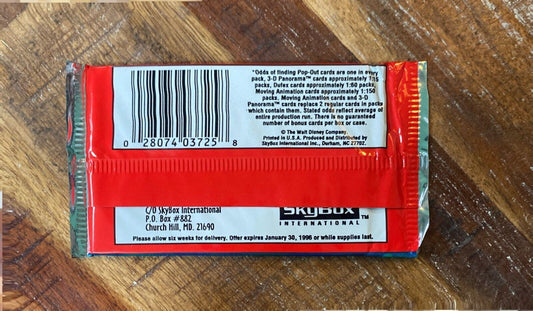 *Odds of finding Pop-Out cards are one in every
pack, 3-D Panorama™ cards approximately 1:15
packs, Dufex cards approximately 1:60 packs,
Moving Animation cards approximately 1:150
packs. Moving Animation cards and 3-D
Panorama™ cards replace 2 regular cards in packs
which contain them. Stated odds reflect average of
entire production run. There is no guaranteed
number of bonus cards per box or case.
© The Walt Disney Company.
Printed in U.S.A. Produced and Distributed by
SkyBox International Inc., Durham, NC 27702.
0 28074 03725 8
C/O SkyBox International
P.O. Box #882
Church Hill, MD. 21690
SKYBOX™
INTERNATIONAL
Please allow six weeks for delivery. Offer expires January 30, 1996 or while supplies last.